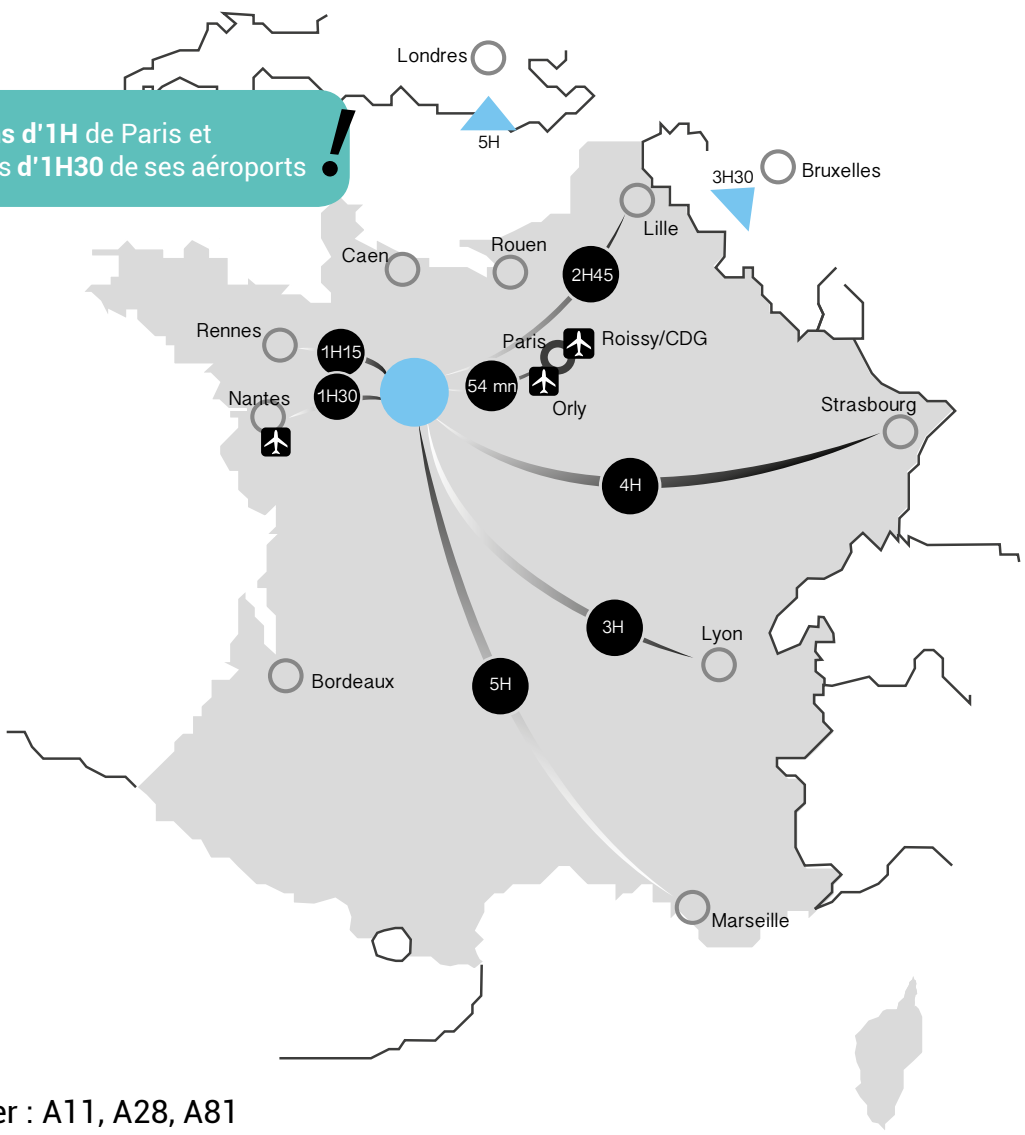 Londres
5H
s d'1H de Paris et
s d'1H30 de ses aéroports !
3H30
Bruxelles
Lille
Caen
Rouen
2H45
Rennes
1H15
Paris
Roissy/CDG
Nantes
1H30
54 mn
Orly
Strasbourg
4H
3H
Lyon
5H
Bordeaux
Marseille
er : A11, A28, A81